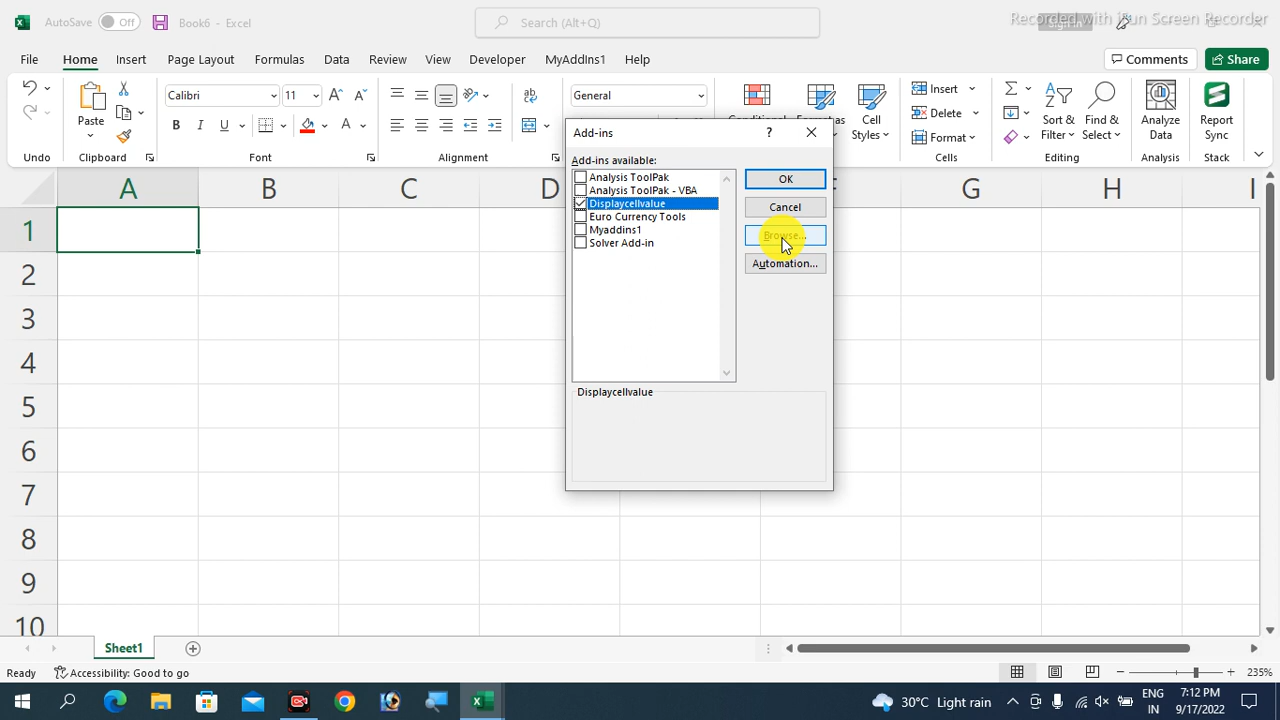 AutoSave Off Book6 - Excel Search (Alt+Q) Recorded with iFun Screen Recorder
File Home Insert Page Layout Formulas Data Review View Developer MyAddIns1 Help Comments Share
Calibri 11 General Insert
Paste Delete Cell Styles Sort & Filter Find & Select Analyze Data Report Sync
B I U Format
Undo Clipboard Font Alignment Cells Editing Analysis Stack
Add-ins ?
Add-ins available:
Analysis ToolPak
Analysis ToolPak - VBA
Displaycellvalue
Euro Currency Tools
Myaddins1
Solver Add-in
OK
Cancel
Browse...
Automation...
Displaycellvalue
A B C D F G H I
1
2
3
4
5
6
7
8
9
10
Sheet1
Ready Accessibility: Good to go 235%
30°C Light rain ENG IN 7:12 PM 9/17/2022